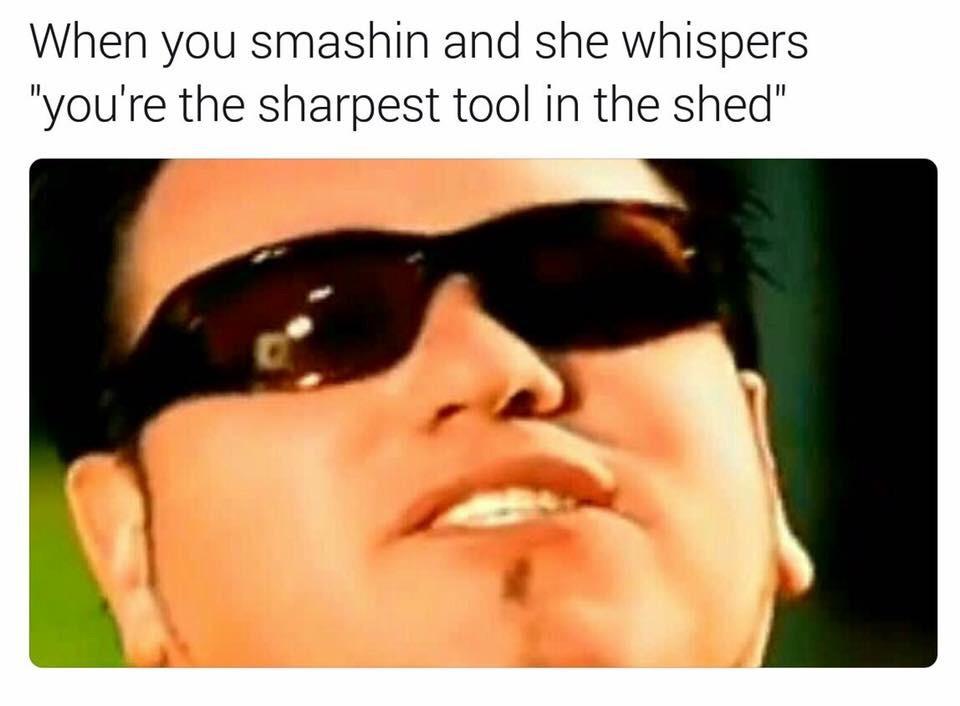 When you smashin and she whispers
"you're the sharpest tool in the shed"